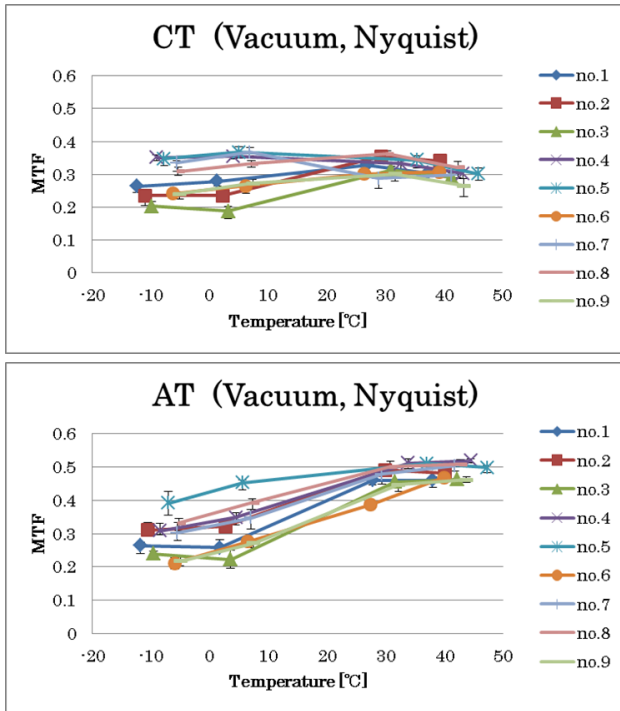 CT (Vacuum, Nyquist)
0.6
0.5
0.4
0.3
0.2
0.1
0
MTF
-20
-10
0
10
20
30
40
50
Temperature[℃]
no.1
no.2
no.3
no.4
no.5
no.6
no.7
no.8
no.9
AT (Vacuum, Nyquist)
0.6
0.5
0.4
0.3
0.2
0.1
0
MTF
-20
-10
0
10
20
30
40
50
Temperature[℃]
no.1
no.2
no.3
no.4
no.5
no.6
no.7
no.8
no.9